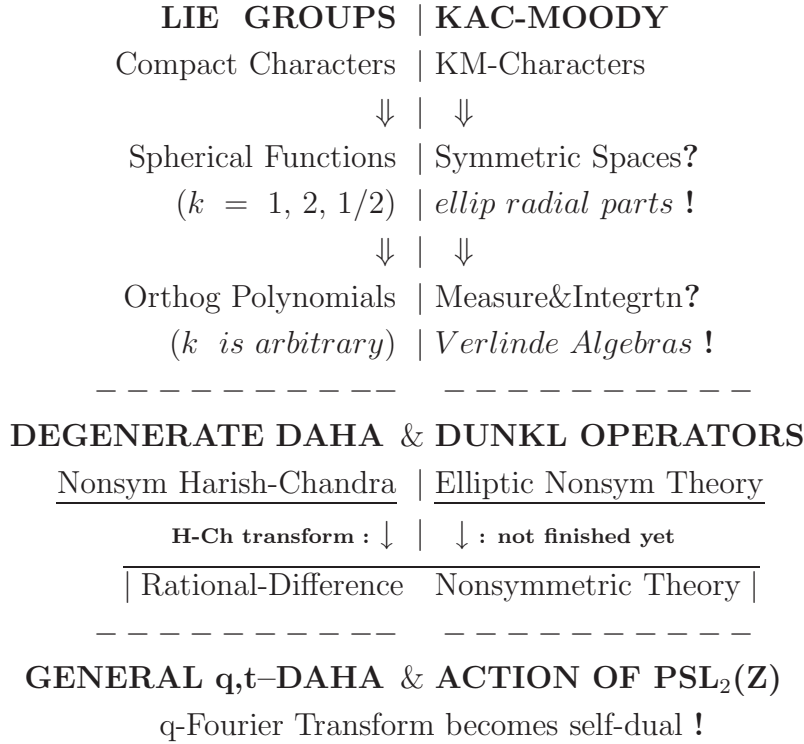 LIE GROUPS | KAC-MOODY
Compact Characters | KM-Characters
⇓ | ⇓
Spherical Functions | Symmetric Spaces?
(k = 1, 2, 1/2) | ellip radial parts !
⇓ | ⇓
Orthog Polynomials | Measure&Integrtn?
(k is arbitrary) | Verlinde Algebras !
− − − − − − − − − − − − − − − − − − − −
DEGENERATE DAHA & DUNKL OPERATORS
Nonsym Harish-Chandra | Elliptic Nonsym Theory
H-Ch transform : ↓ | ↓ : not finished yet
| Rational-Difference Nonsymmetric Theory |
− − − − − − − − − − − − − − − − − − − −
GENERAL q,t–DAHA & ACTION OF PSL₂(Z)
q-Fourier Transform becomes self-dual !